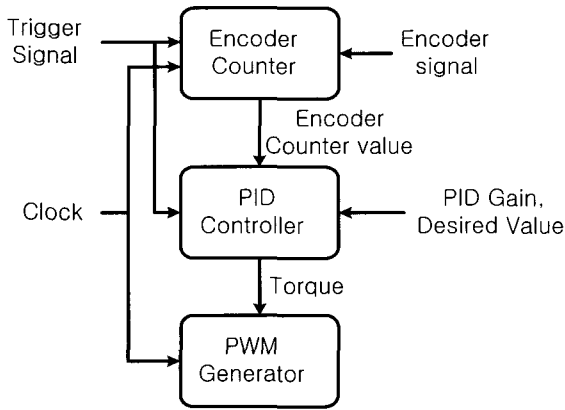 Trigger
Signal
Encoder
Counter
Encoder
signal
Encoder
Counter value
Clock
PID
Controller
PID Gain,
Desired Value
Torque
PWM
Generator